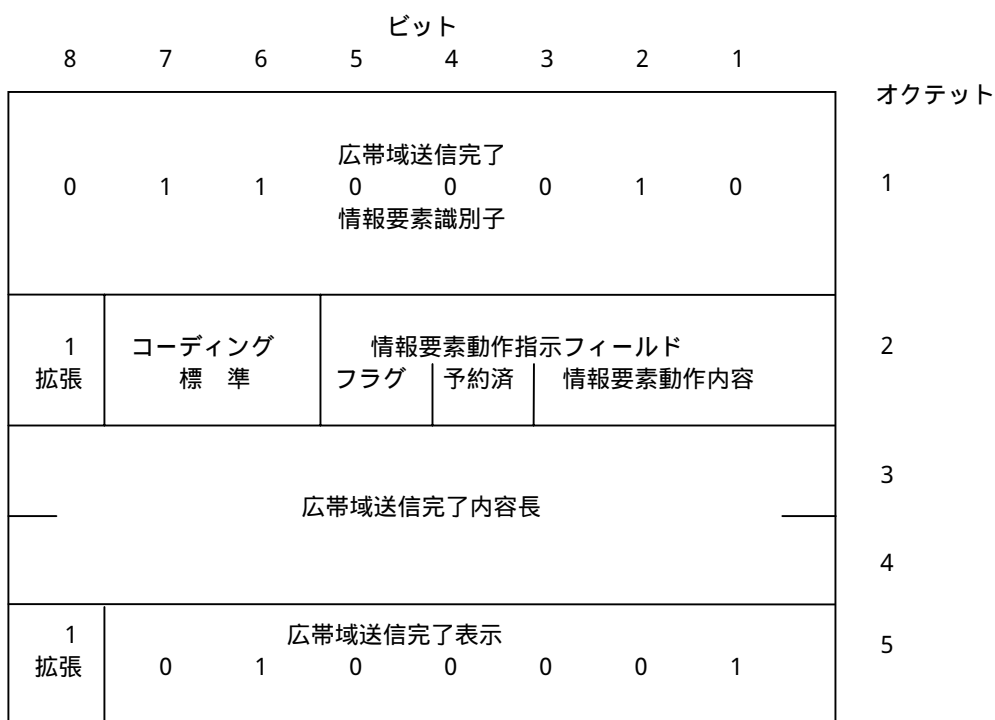 ビット
8 7 6 5 4 3 2 1
オクテット
広帯域送信完了
0 1 1 0 0 0 1 0 1
情報要素識別子
1 コーディング 情報要素動作指示フィールド 2
拡張 標 準 フラグ 予約済 情報要素動作内容
3
広帯域送信完了内容長
4
1 広帯域送信完了表示 5
拡張 0 1 0 0 0 0 1